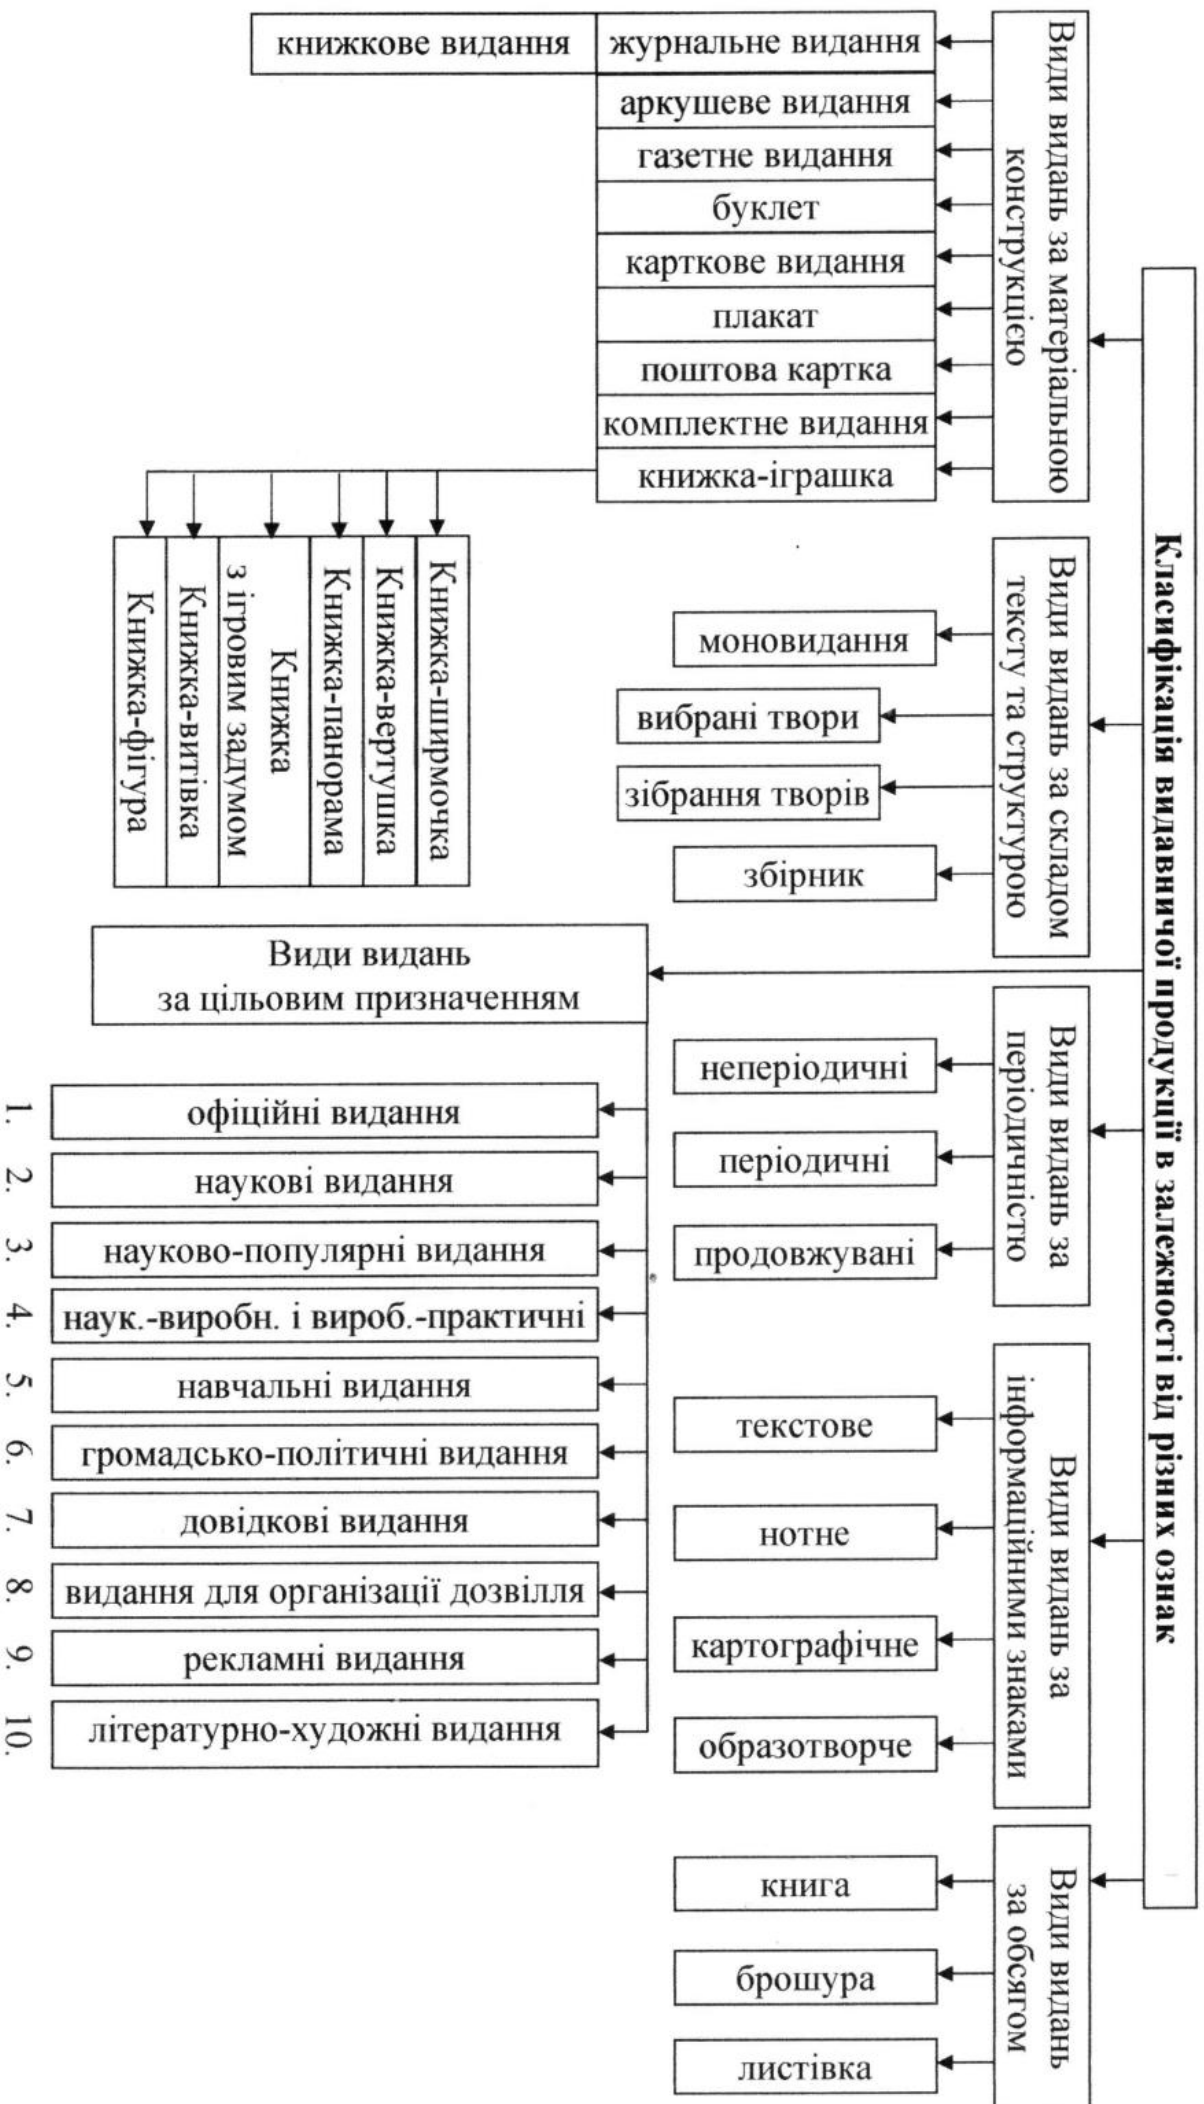 Класифікація видавничої продукції в залежності від різних ознак
Види видань за матеріальною
конструкцією
журнальне видання
книжкове видання
аркушеве видання
газетне видання
буклет
карткове видання
плакат
поштова картка
комплектне видання
книжка-іграшка
Книжка-ширмочка
Книжка-вертушка
Книжка-панорама
Книжка
з ігровим задумом
Книжка-витівка
Книжка-фігура
Види видань за складом
тексту та структурою
моновидання
вибрані твори
зібрання творів
збірник
Види видань за
періодичністю
неперіодичні
періодичні
продовжувані
Види видань за
інформаційними знаками
текстове
нотне
картографічне
образотворче
Види видань
за обсягом
книга
брошура
листівка
Види видань
за цільовим призначенням
1. офіційні видання
2. наукові видання
3. науково-популярні видання
4. наук.-виробн. і вироб.-практичні
5. навчальні видання
6. громадсько-політичні видання
7. довідкові видання
8. видання для організації дозвілля
9. рекламні видання
10. літературно-художні видання